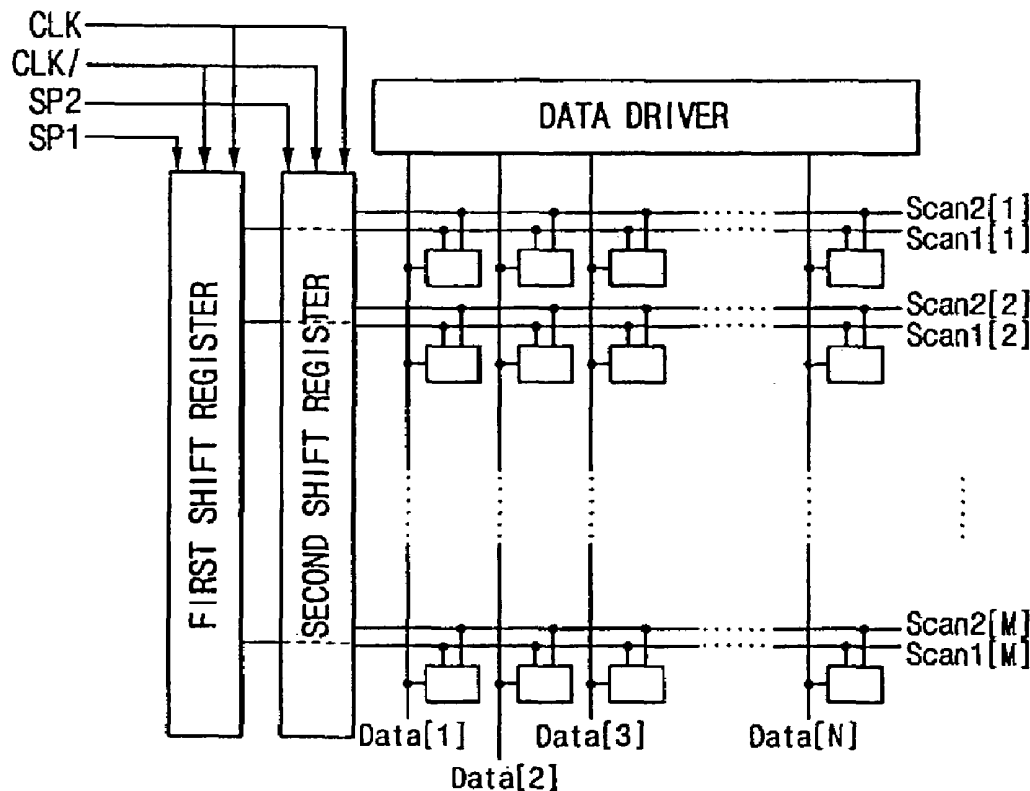 CLK
CLK/
SP2
SP1
DATA DRIVER
FIRST SHIFT REGISTER
SECOND SHIFT REGISTER
Scan2[1]
Scan1[1]
Scan2[2]
Scan1[2]
Scan2[M]
Scan1[M]
Data[1]
Data[3]
Data[N]
Data[2]